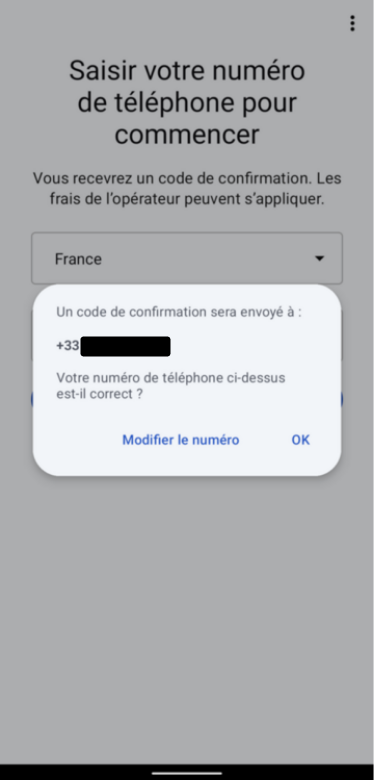 Saisir votre numéro
de téléphone pour
commencer
Vous recevrez un code de confirmation. Les
frais de l'opérateur peuvent s'appliquer.
France
Un code de confirmation sera envoyé à :
+33
Votre numéro de téléphone ci-dessus
est-il correct ?
Modifier le numéro OK